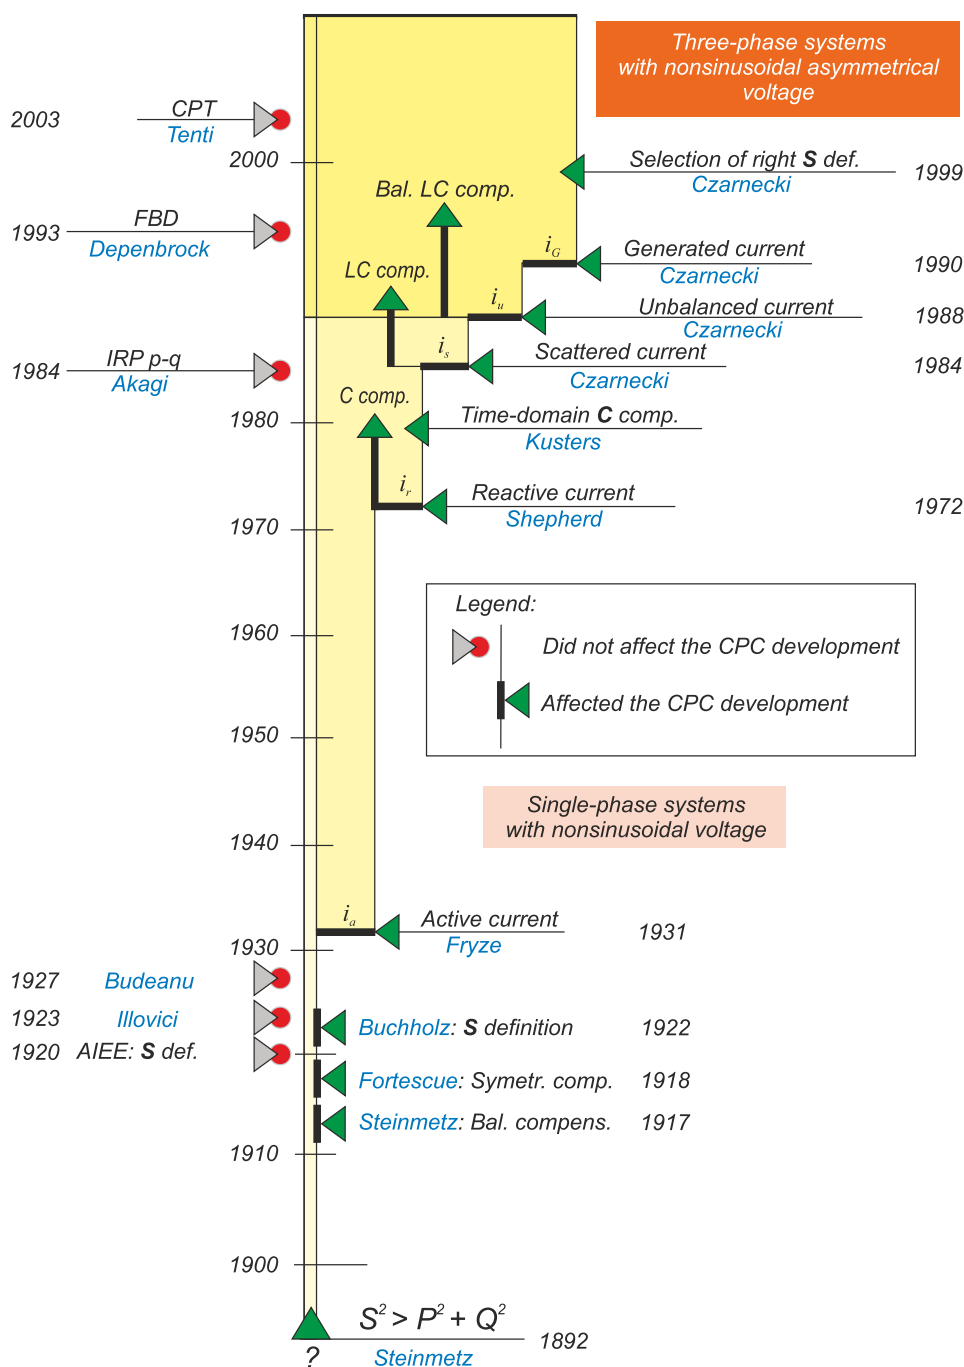 Three-phase systems
with nonsinusoidal asymmetrical
voltage
2003
CPT
Tenti
2000
Selection of right S def.
Czarnecki
1999
Bal. LC comp.
1993
FBD
Depenbrock
i_G
Generated current
Czarnecki
1990
LC comp.
i_u
Unbalanced current
Czarnecki
1988
1984
IRP p-q
Akagi
i_s
Scattered current
Czarnecki
1984
C comp.
1980
Time-domain C comp.
Kusters
i_r
Reactive current
Shepherd
1972
1970
Legend:
Did not affect the CPC development
Affected the CPC development
1960
1950
Single-phase systems
with nonsinusoidal voltage
1940
i_a
Active current
Fryze
1931
1930
1927
Budeanu
1923
Illovici
Buchholz: S definition
1922
1920
AIEE: S def.
Fortescue: Symetr. comp.
1918
Steinmetz: Bal. compens.
1917
1910
1900
S² > P² + Q²
Steinmetz
1892
?